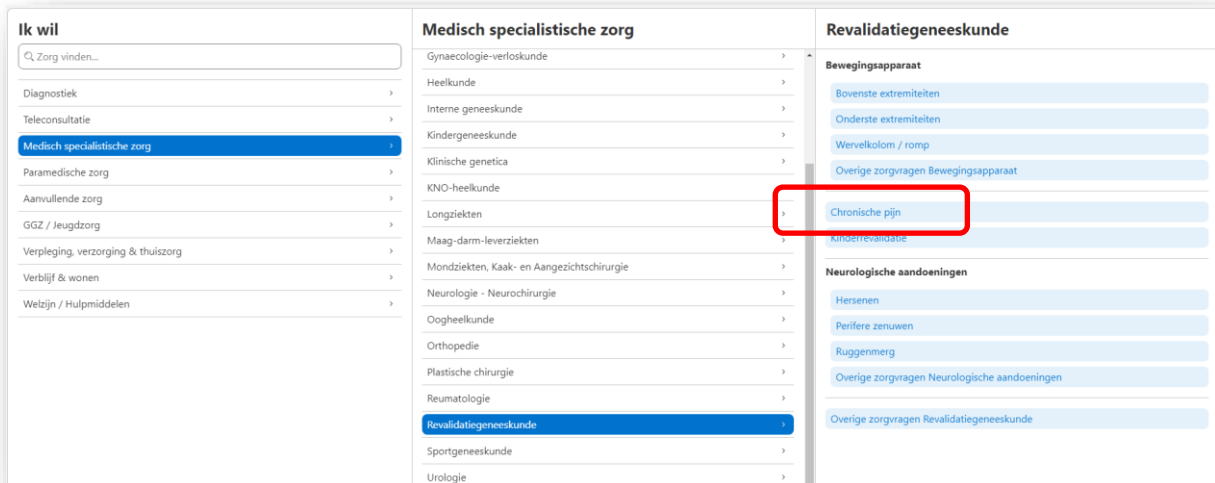 Ik wil
Zorg vinden...
Diagnostiek
Teleconsultatie
Medisch specialistische zorg
Paramedische zorg
Aanvullende zorg
GGZ / Jeugdzorg
Verpleging, verzorging & thuiszorg
Verblijf & wonen
Welzijn / Hulpmiddelen
Medisch specialistische zorg
Gynaecologie-verloskunde
Heelkunde
Interne geneeskunde
Kindergeneeskunde
Klinische genetica
KNO-heelkunde
Longziekten
Maag-darm-leverziekten
Mondziekten, Kaak- en Aangezichtschirurgie
Neurologie - Neurochirurgie
Oogheelkunde
Orthopedie
Plastische chirurgie
Reumatologie
Revalidatiegeneeskunde
Sportgeneeskunde
Urologie
Revalidatiegeneeskunde
Bewegingsapparaat
Bovenste extremiteiten
Onderste extremiteiten
Wervelkolom / romp
Overige zorgvragen Bewegingsapparaat
Chronische pijn
Kinderrevalidatie
Neurologische aandoeningen
Hersenen
Perifere zenuwen
Ruggenmerg
Overige zorgvragen Neurologische aandoeningen
Overige zorgvragen Revalidatiegeneeskunde